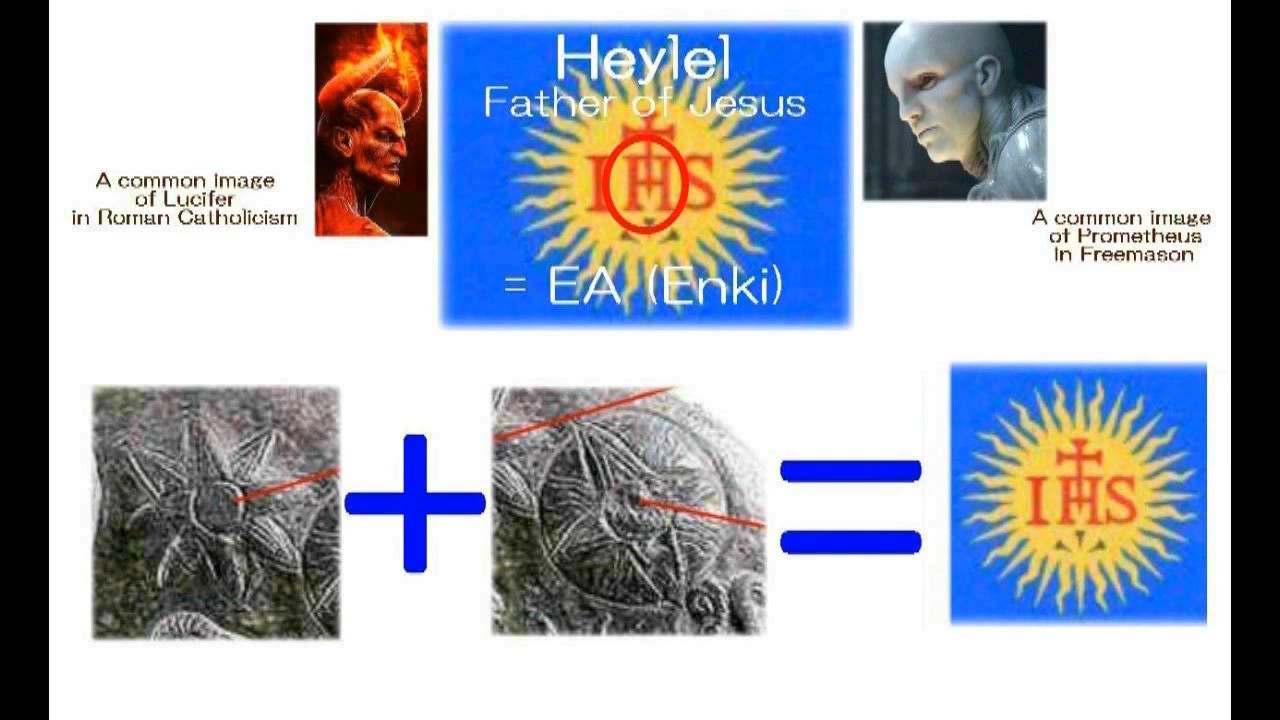 Heylel
Father of Jesus
IHS
= EA (Enki)
A common image
of Lucifer
in Roman Catholicism
A common image
of Prometheus
in Freemason
IHS